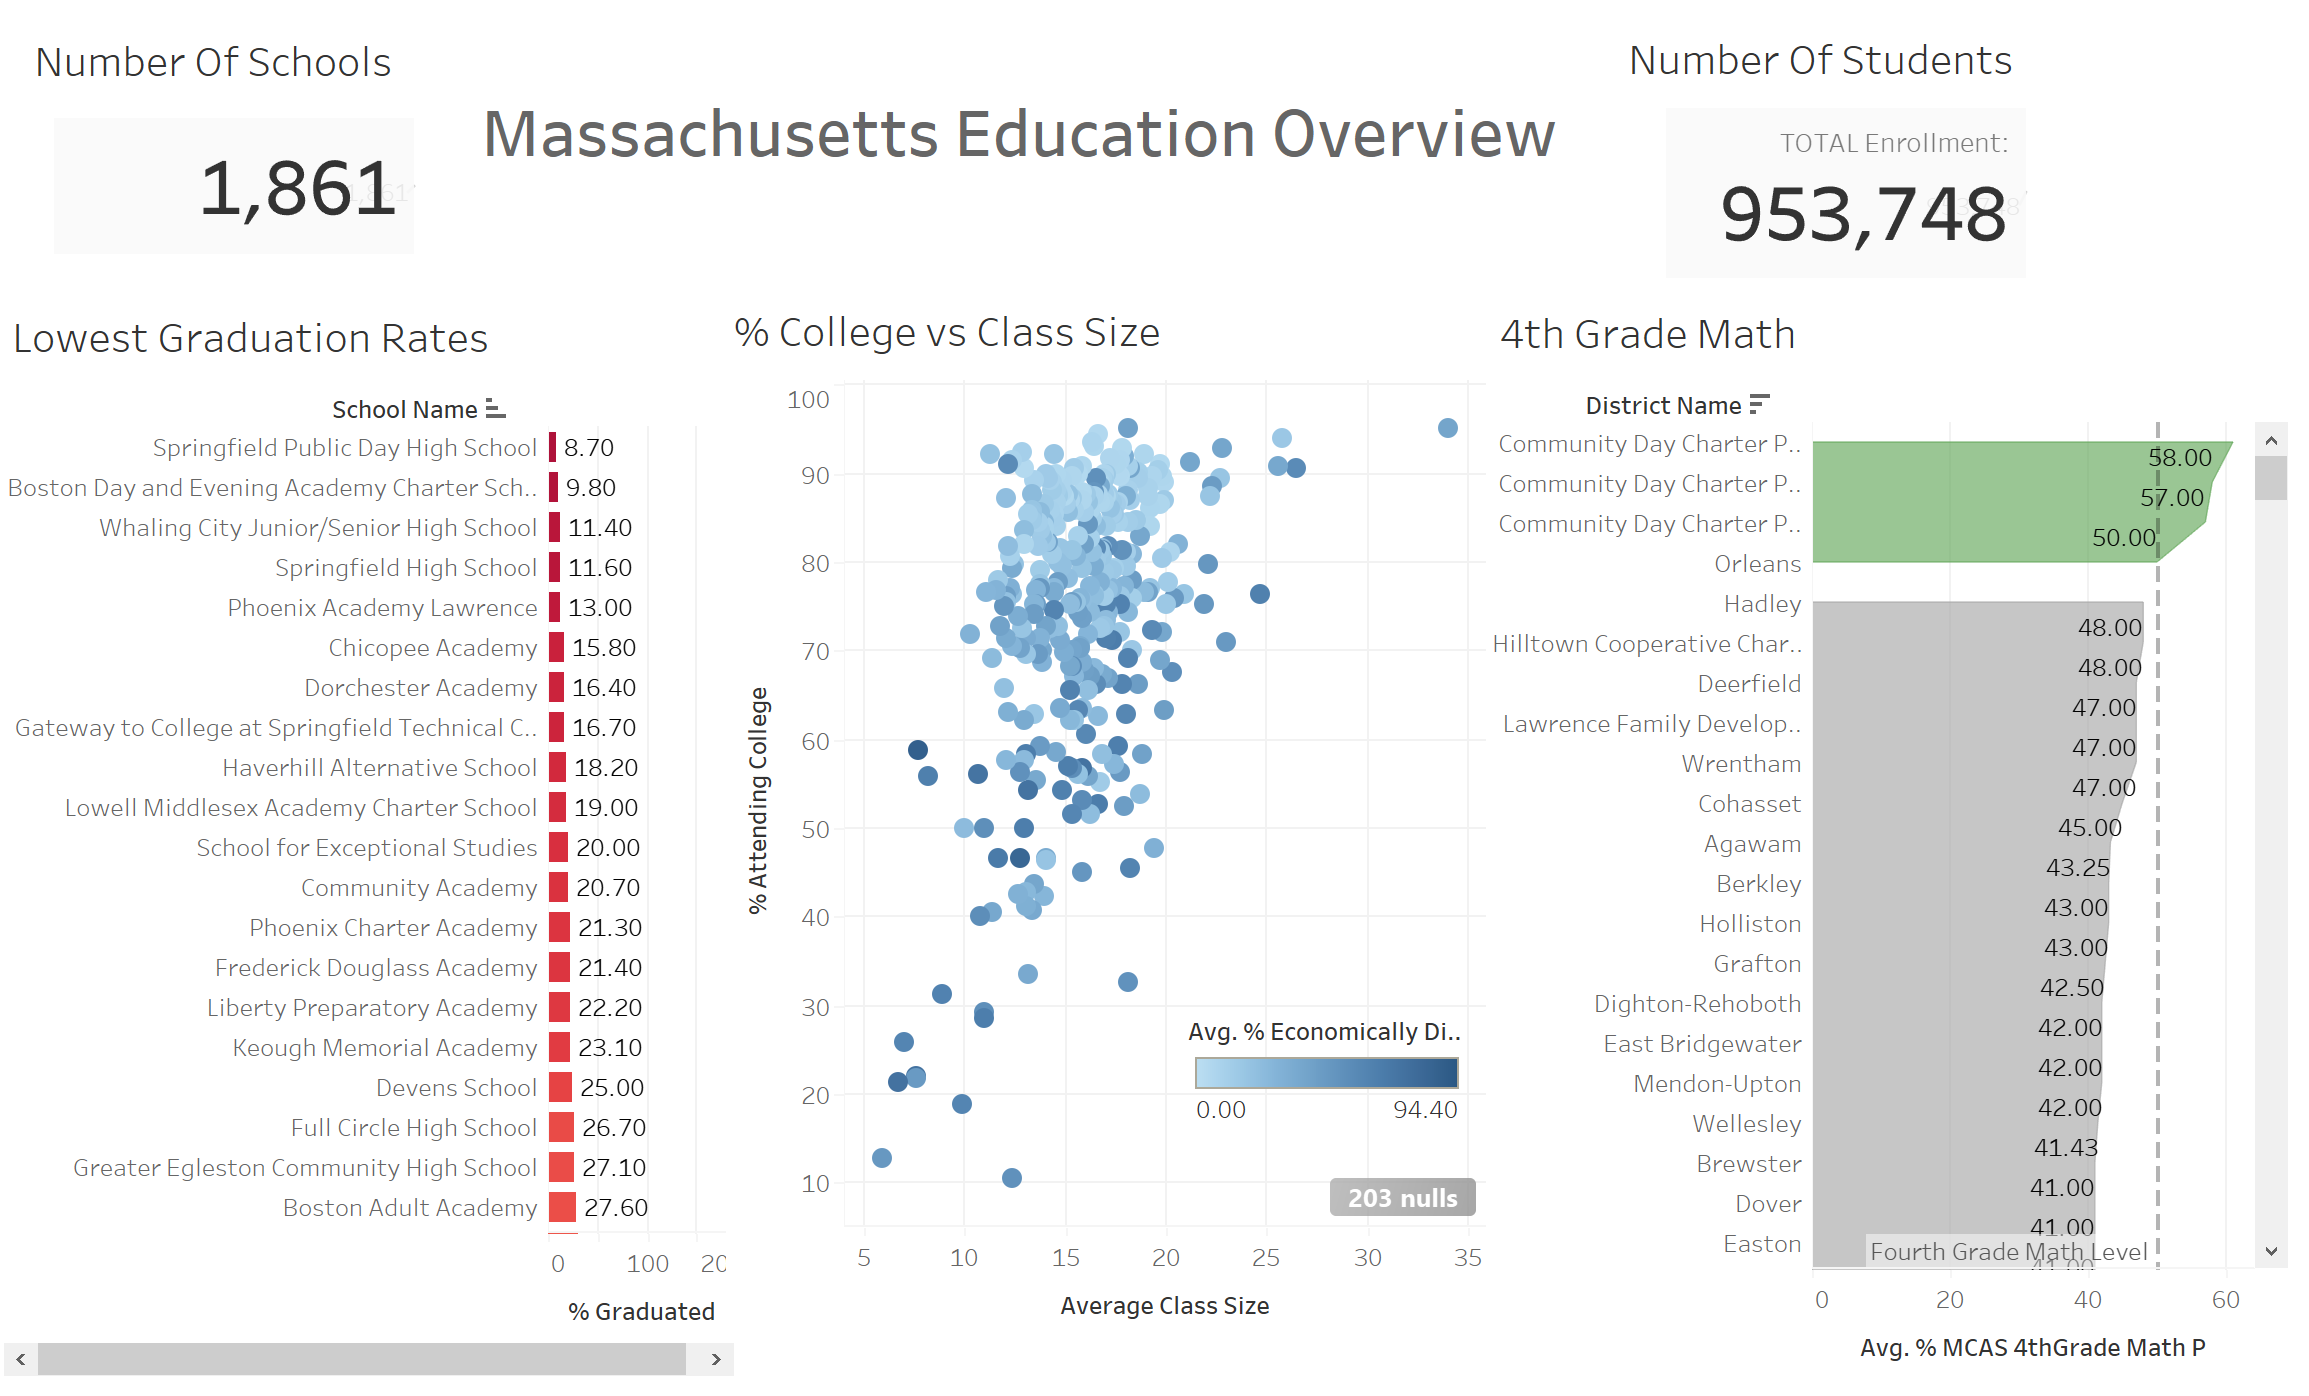 Number Of Schools
1,861
Massachusetts Education Overview
Number Of Students
TOTAL Enrollment:
953,748
Lowest Graduation Rates
School Name
Springfield Public Day High School 8.70
Boston Day and Evening Academy Charter Sch.. 9.80
Whaling City Junior/Senior High School 11.40
Springfield High School 11.60
Phoenix Academy Lawrence 13.00
Chicopee Academy 15.80
Dorchester Academy 16.40
Gateway to College at Springfield Technical C.. 16.70
Haverhill Alternative School 18.20
Lowell Middlesex Academy Charter School 19.00
School for Exceptional Studies 20.00
Community Academy 20.70
Phoenix Charter Academy 21.30
Frederick Douglass Academy 21.40
Liberty Preparatory Academy 22.20
Keough Memorial Academy 23.10
Devens School 25.00
Full Circle High School 26.70
Greater Egleston Community High School 27.10
Boston Adult Academy 27.60
0 100 20
% Graduated
% College vs Class Size
% Attending College
100
90
80
70
60
50
40
30
20
10
Avg. % Economically Di..
0.00 94.40
203 nulls
5 10 15 20 25 30 35
Average Class Size
4th Grade Math
District Name
Community Day Charter P..
58.00
Community Day Charter P..
57.00
Community Day Charter P..
50.00
Orleans
Hadley
48.00
Hilltown Cooperative Char..
48.00
Deerfield
47.00
Lawrence Family Develop..
47.00
Wrentham
47.00
Cohasset
45.00
Agawam
43.25
Berkley
43.00
Holliston
43.00
Grafton
42.50
Dighton-Rehoboth
42.00
East Bridgewater
42.00
Mendon-Upton
42.00
Wellesley
41.43
Brewster
41.00
Dover
41.00
Easton
Fourth Grade Math Level
41.00
0 20 40 60
Avg. % MCAS 4thGrade Math P